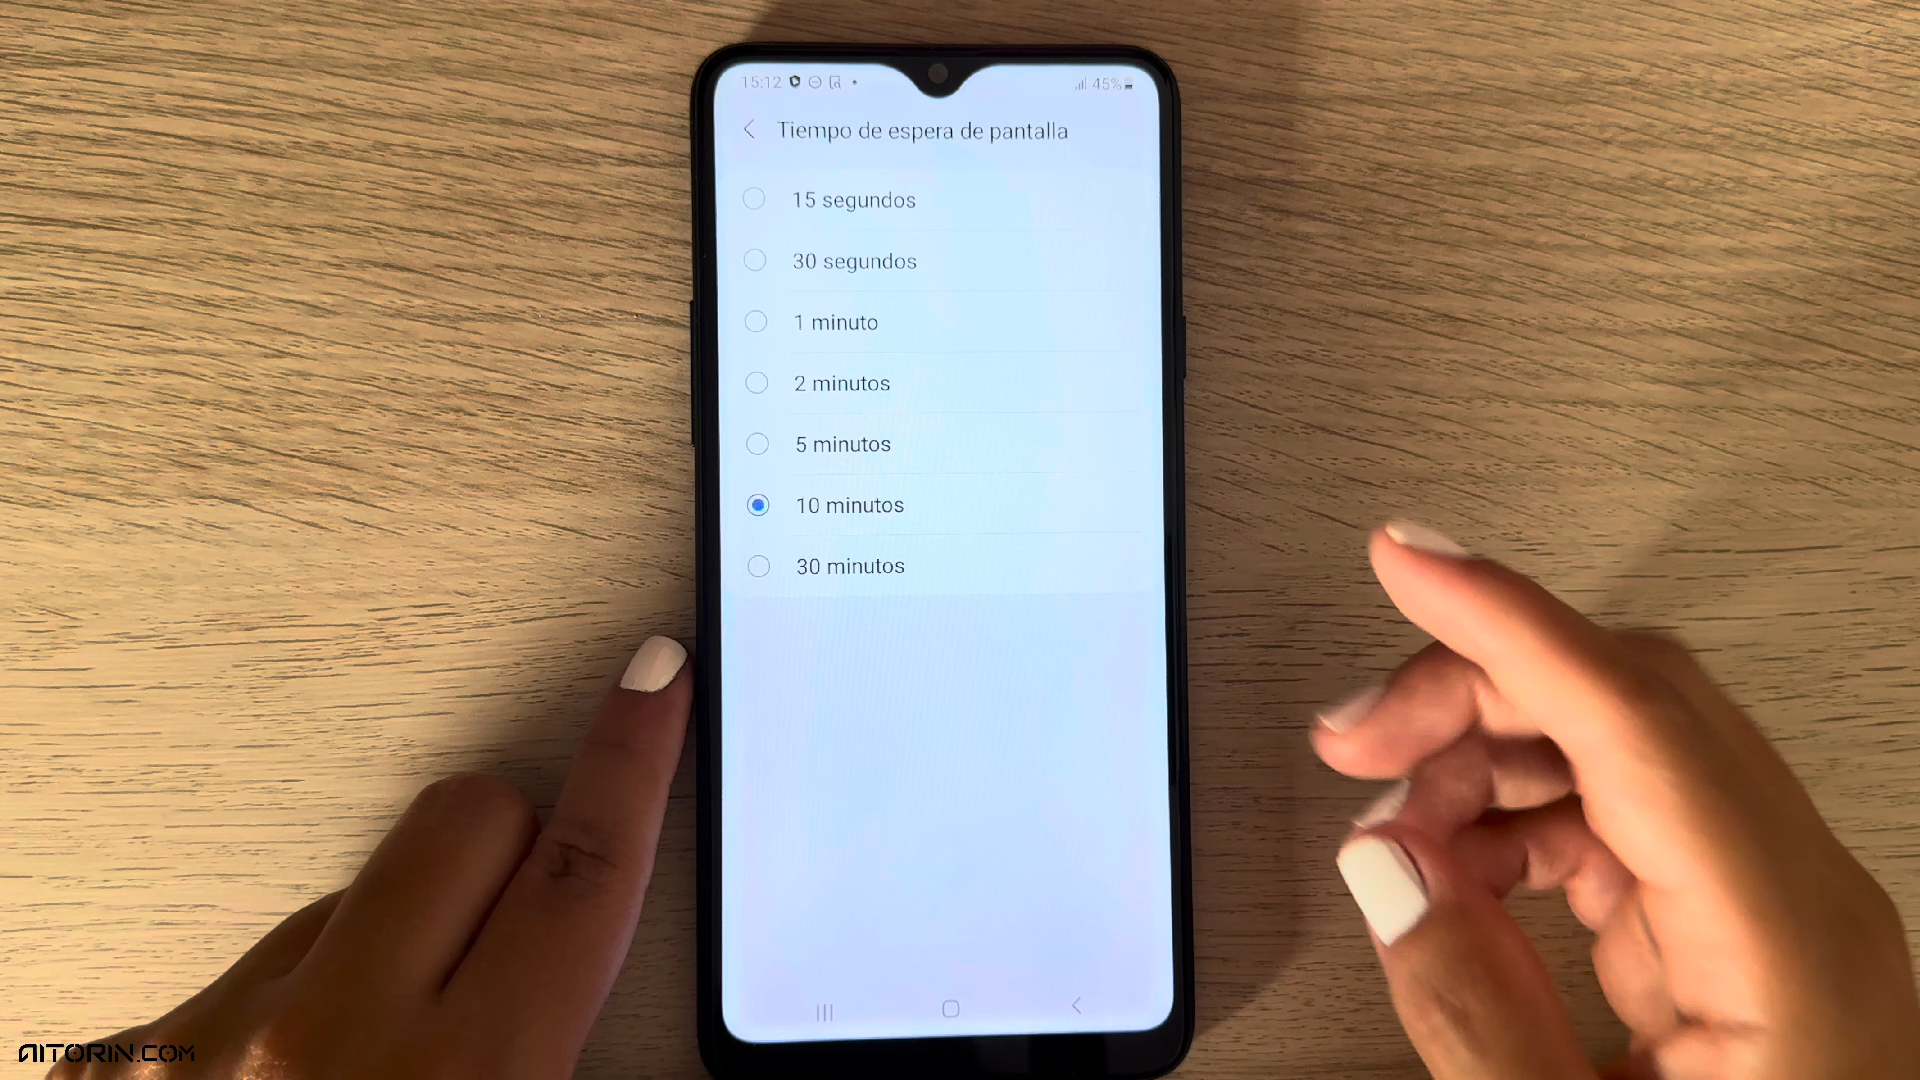 15:12
45%
Tiempo de espera de pantalla
15 segundos
30 segundos
1 minuto
2 minutos
5 minutos
10 minutos
30 minutos
AITORIN.COM